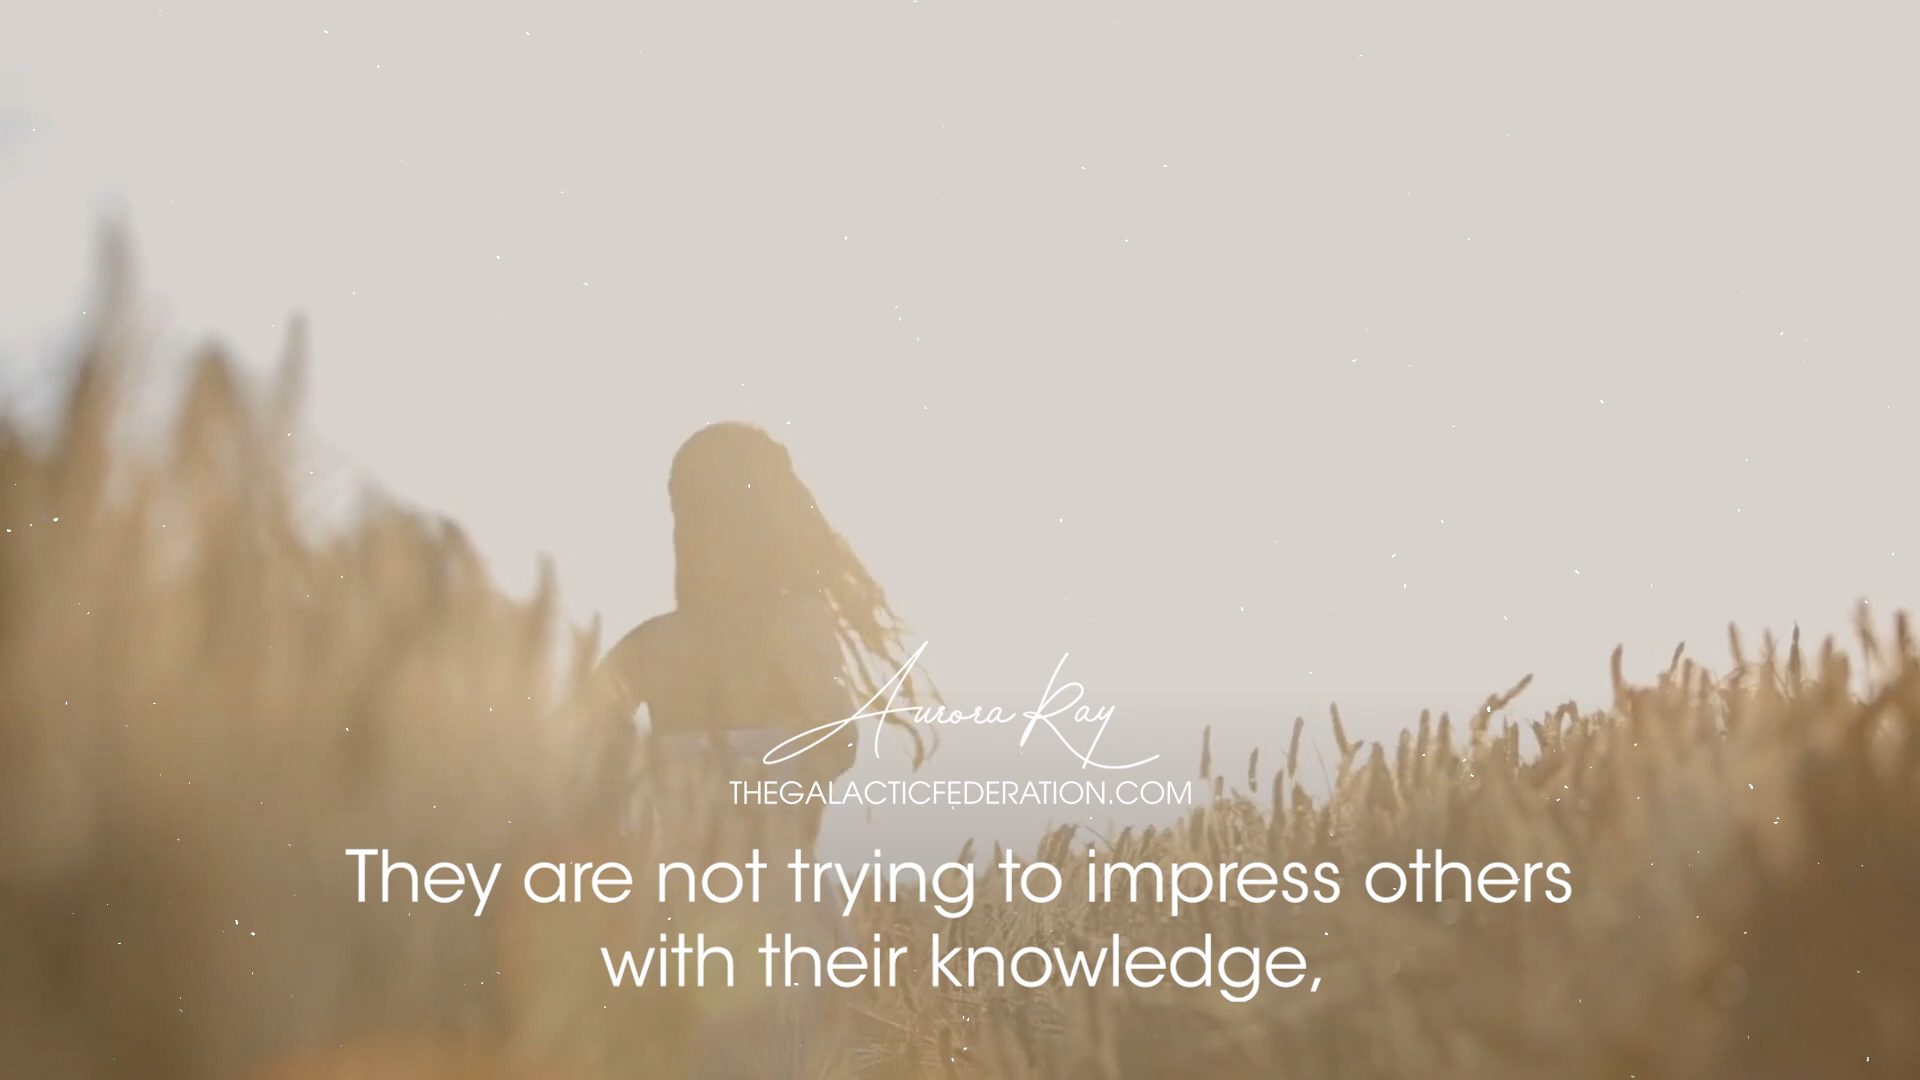 Aurora Ray
THEGALACTICFEDERATION.COM
They are not trying to impress others
with their knowledge,